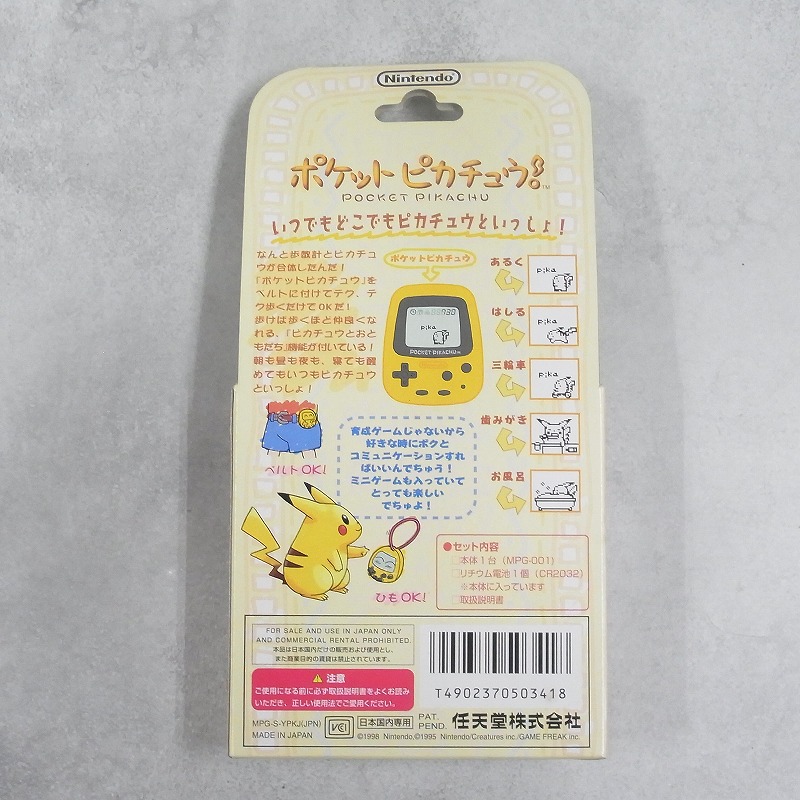 Nintendo
ポケットピカチュウ!
TM
POCKET PIKACHU
いつでもどこでもピカチュウといっしょ!
なんと歩数計とピカチュ
ウが合体したんだ!
「ポケットピカチュウ」を
ベルトに付けてテク、テ
ク歩くだけでOKだ!
歩けば歩くほど仲良くな
れる、「ピカチュウとおと
もだち」機能が付いている!
朝も昼も夜も、寝ても醒
めてもいつもピカチュウ
といっしょ!
ポケットピカチュウ
pika
POCKET PIKACHU
あるく
pika
はしる
pika
三輪車
pika
歯みがき
お風呂
ベルトOK!
育成ゲームじゃないから
好きな時にボクと
コミュニケーションすれ
ばいいんでちゅう!
ミニゲームも入っていて
とっても楽しい
でちゅよ!
ひもOK!
●セット内容
□本体1台(MPG-001)
□リチウム電池1個(CR2032)
※本体に入っています
□取扱説明書
FOR SALE AND USE IN JAPAN ONLY
AND COMMERCIAL RENTAL PROHIBITED.
本品は日本国内だけの販売および使用とし、
また商業目的の賃貸は禁止されています。
注意
ご使用になる前に必ず取扱説明書をよくお読み
いただき、正しい使用法でご愛用ください。
T4902370503418
MPG-S-YPKJ(JPN)
MADE IN JAPAN
VCI
日本国内専用
PAT.
PEND.
任天堂株式会社
©1998 Nintendo,©1995 Nintendo/Creatures inc./GAME FREAK inc.